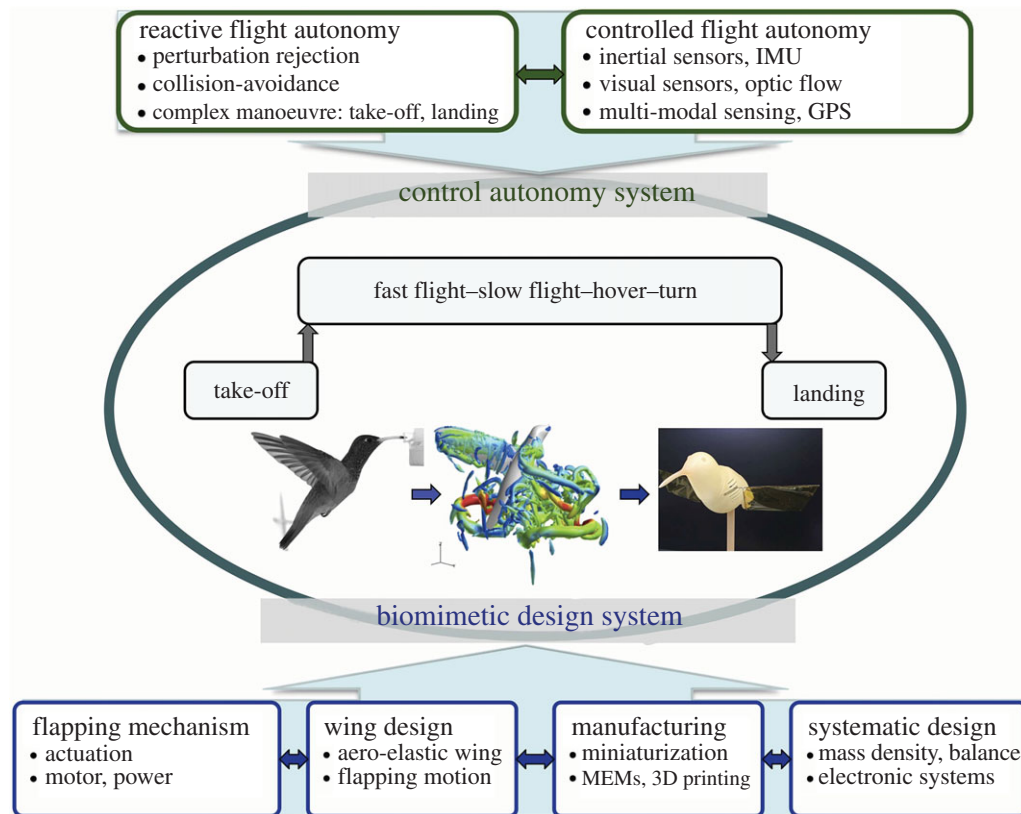 reactive flight autonomy
• perturbation rejection
• collision-avoidance
• complex manoeuvre: take-off, landing
controlled flight autonomy
• inertial sensors, IMU
• visual sensors, optic flow
• multi-modal sensing, GPS
control autonomy system
fast flight–slow flight–hover–turn
take-off
landing
biomimetic design system
flapping mechanism
• actuation
• motor, power
wing design
• aero-elastic wing
• flapping motion
manufacturing
• miniaturization
• MEMs, 3D printing
systematic design
• mass density, balance
• electronic systems